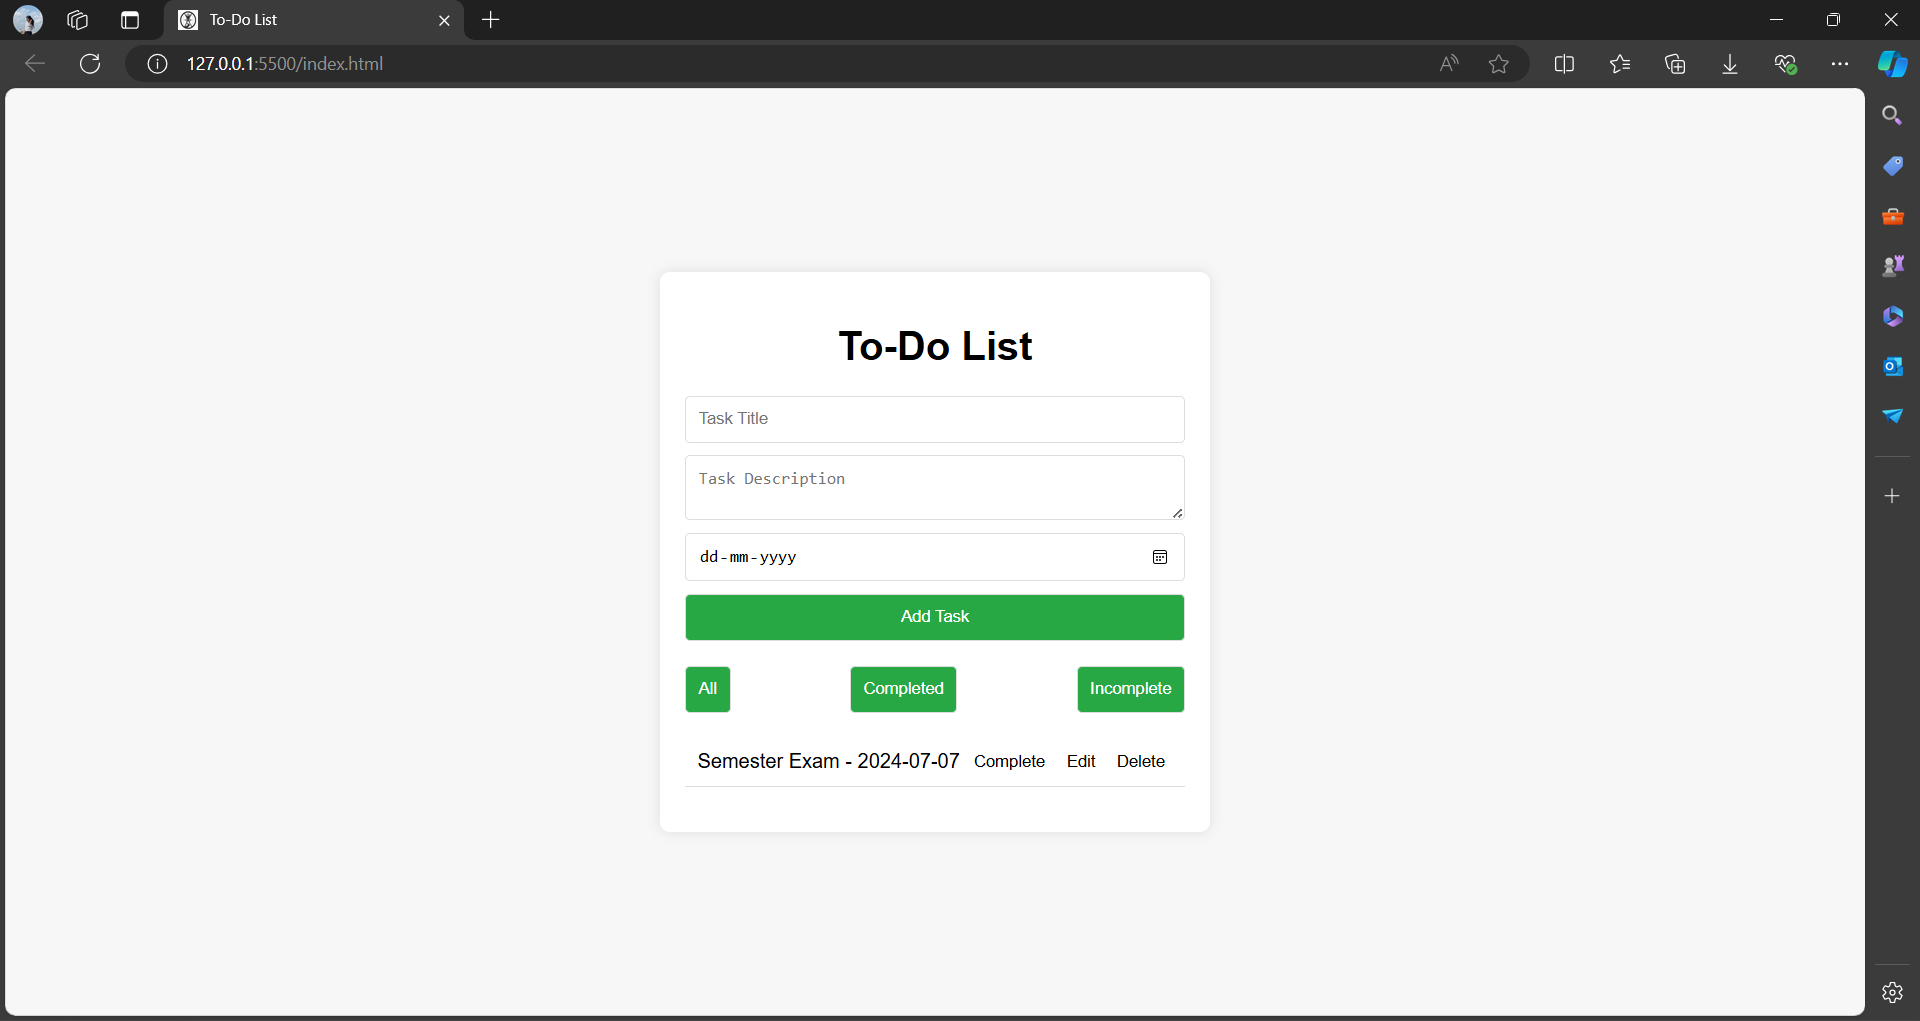 To-Do List
127.0.0.1:5500/index.html
To-Do List
Task Title
Task Description
dd-mm-yyyy
Add Task
All Completed Incomplete
Semester Exam - 2024-07-07 Complete Edit Delete